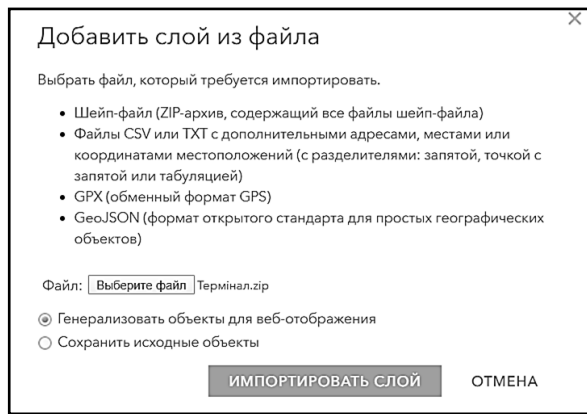 Добавить слой из файла
Выбрать файл, который требуется импортировать.
• Шейп-файл (ZIP-архив, содержащий все файлы шейп-файла)
• Файлы CSV или TXT с дополнительными адресами, местами или
координатами местоположений (с разделителями: запятой, точкой с
запятой или табуляцией)
• GPX (обменный формат GPS)
• GeoJSON (формат открытого стандарта для простых географических
объектов)
Файл: Выберите файл Термінал.zip
Генерализовать объекты для веб-отображения
Сохранить исходные объекты
ИМПОРТИРОВАТЬ СЛОЙ ОТМЕНА